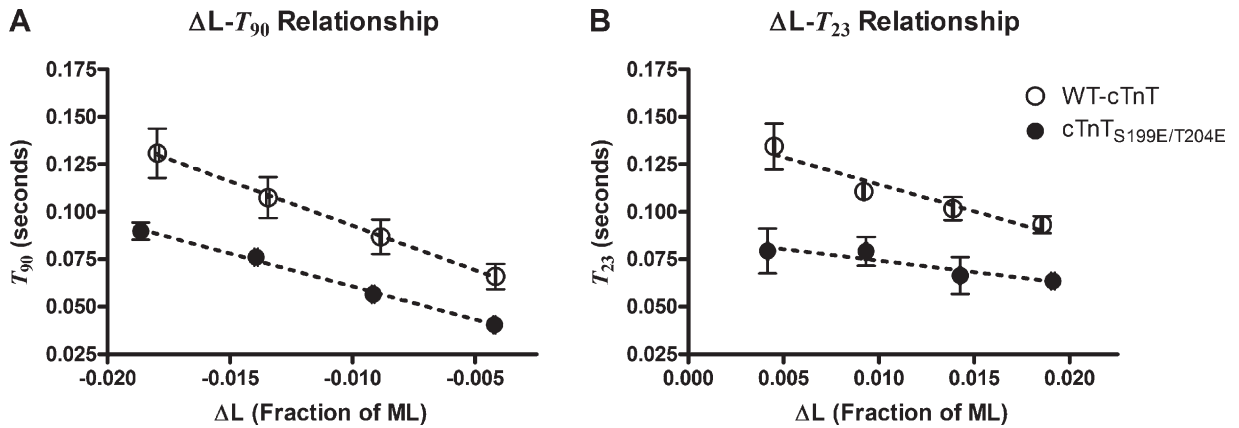 A
ΔL-T90 Relationship
0.175
0.150
0.125
0.100
0.075
0.050
0.025
T90 (seconds)
-0.020
-0.015
-0.010
-0.005
ΔL (Fraction of ML)
B
ΔL-T23 Relationship
WT-cTnT
cTnTS199E/T204E
0.175
0.150
0.125
0.100
0.075
0.050
0.025
T23 (seconds)
0.000
0.005
0.010
0.015
0.020
ΔL (Fraction of ML)